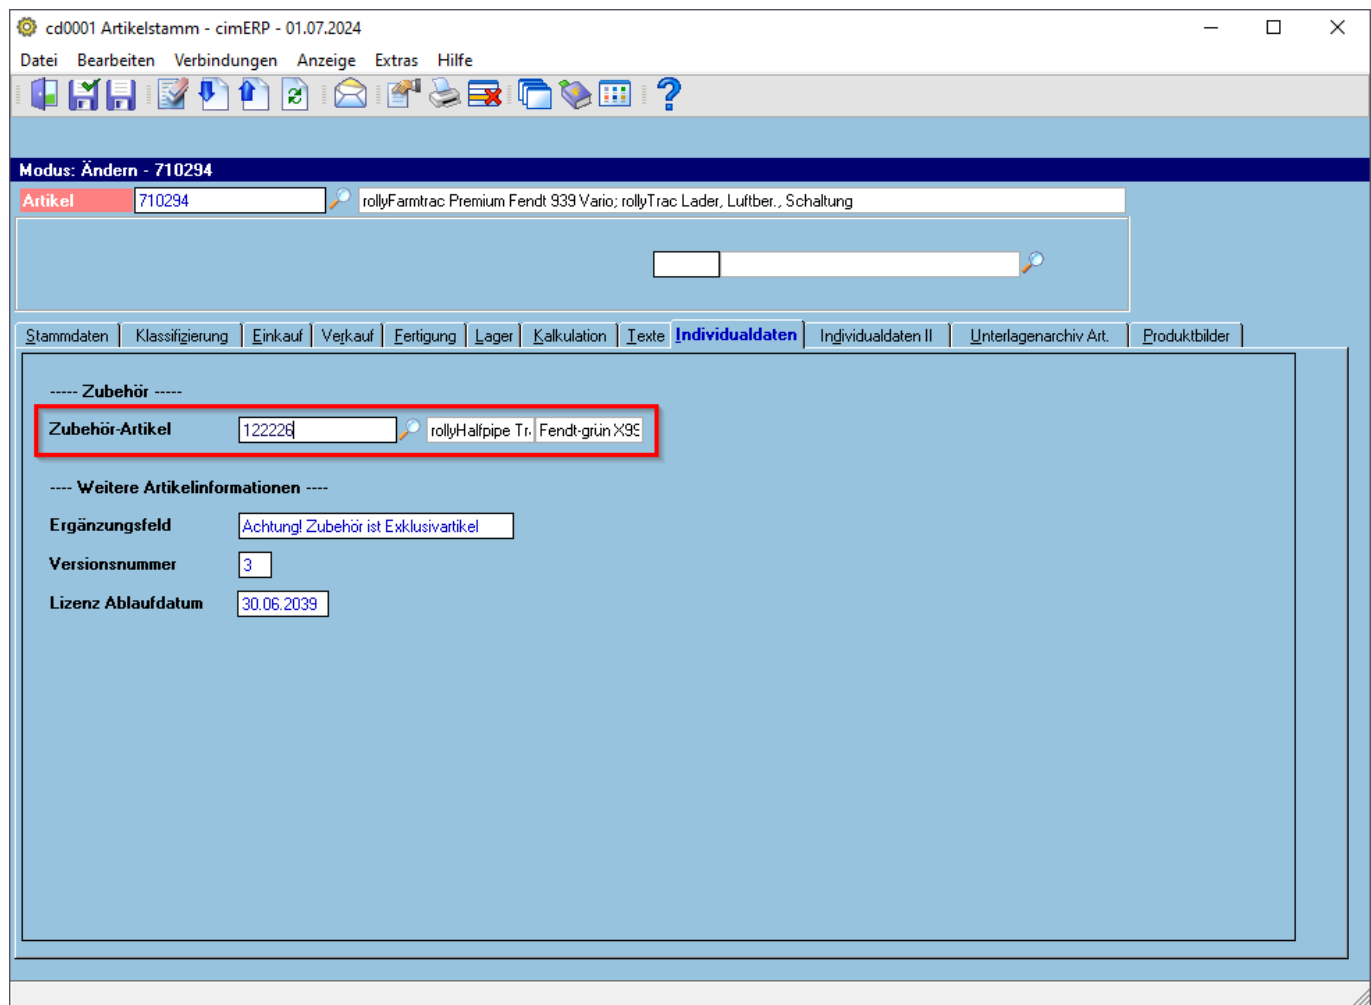 cd0001 Artikelstamm - cimERP - 01.07.2024
Datei Bearbeiten Verbindungen Anzeige Extras Hilfe
Modus: Ändern - 710294
Artikel 710294 rollyFarmtrac Premium Fendt 939 Vario; rollyTrac Lader, Luftber., Schaltung
Stammdaten Klassifizierung Einkauf Verkauf Fertigung Lager Kalkulation Texte Individualdaten Individualdaten II Unterlagenarchiv Art. Produktbilder
----- Zubehör -----
Zubehör-Artikel 122226 rollyHalfpipe Tr. Fendt-grün X99
---- Weitere Artikelinformationen ----
Ergänzungsfeld Achtung! Zubehör ist Exklusivartikel
Versionsnummer 3
Lizenz Ablaufdatum 30.06.2039